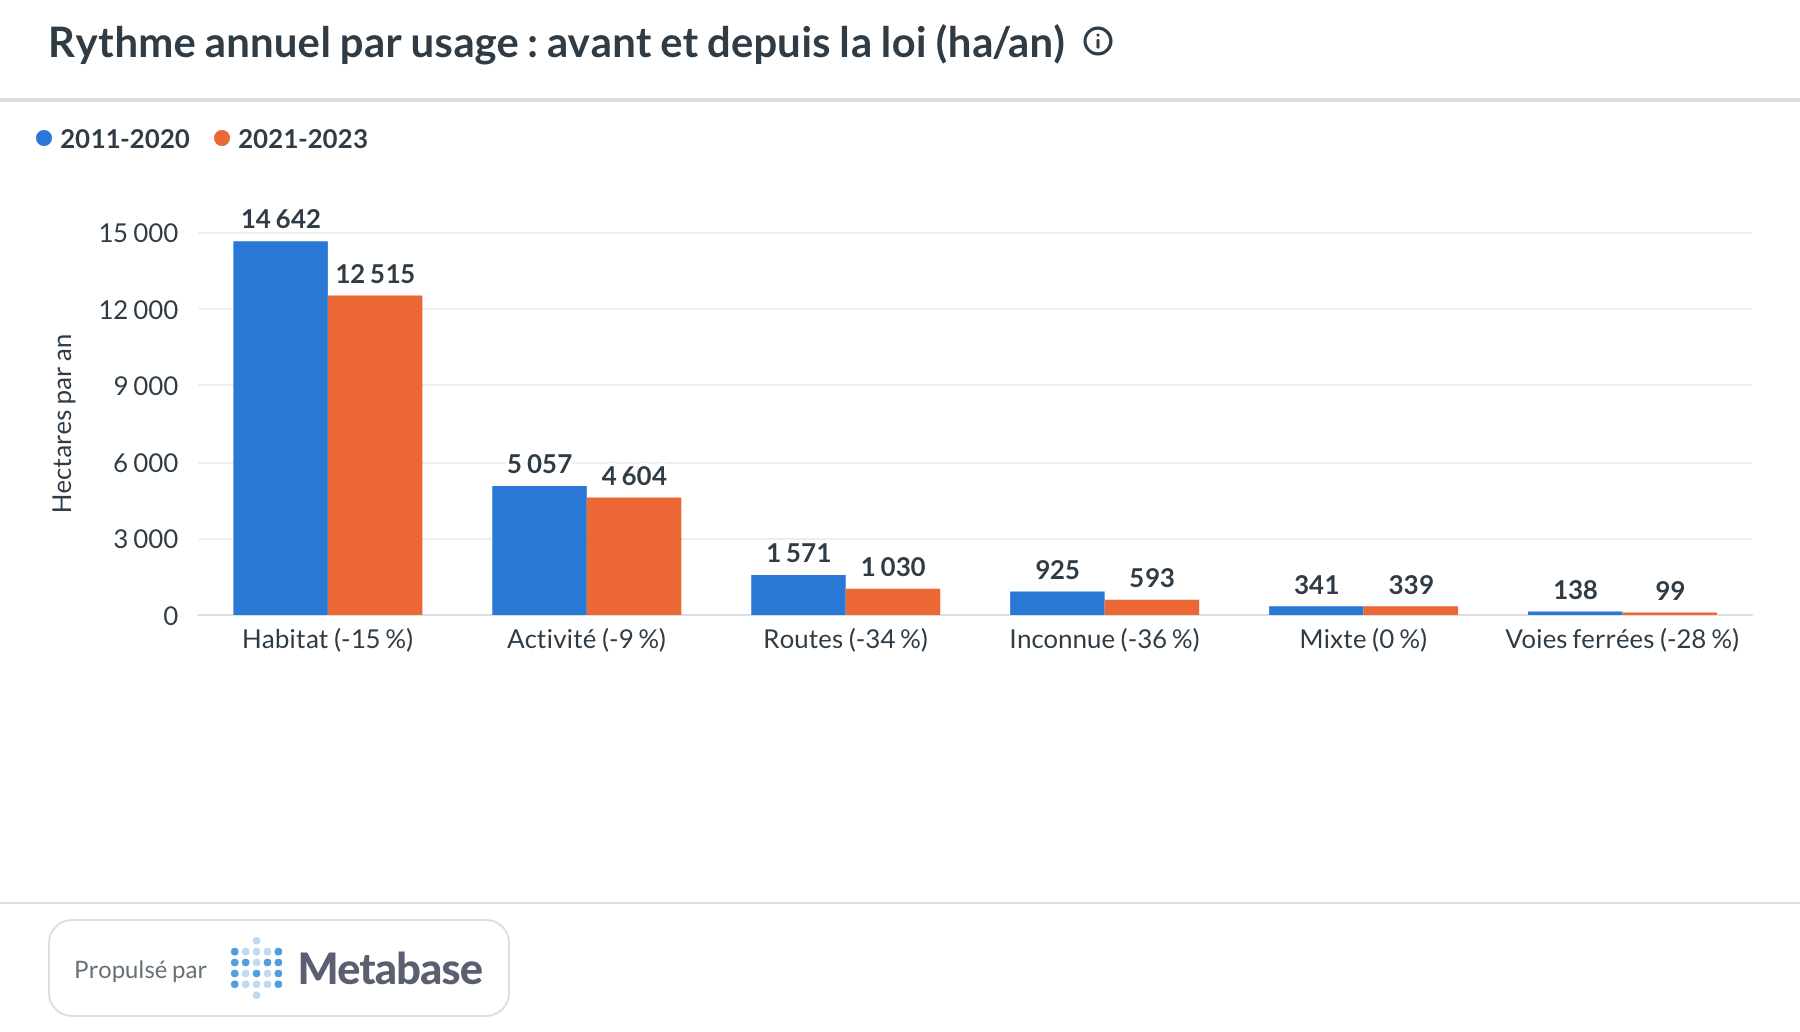 Rythme annuel par usage : avant et depuis la loi (ha/an)
2011-2020 2021-2023
Hectares par an
15 000
12 000
9 000
6 000
3 000
0
14 642 12 515
5 057 4 604
1 571 1 030
925 593
341 339
138 99
Habitat (-15 %) Activité (-9 %) Routes (-34 %) Inconnue (-36 %) Mixte (0 %) Voies ferrées (-28 %)
Propulsé par Metabase